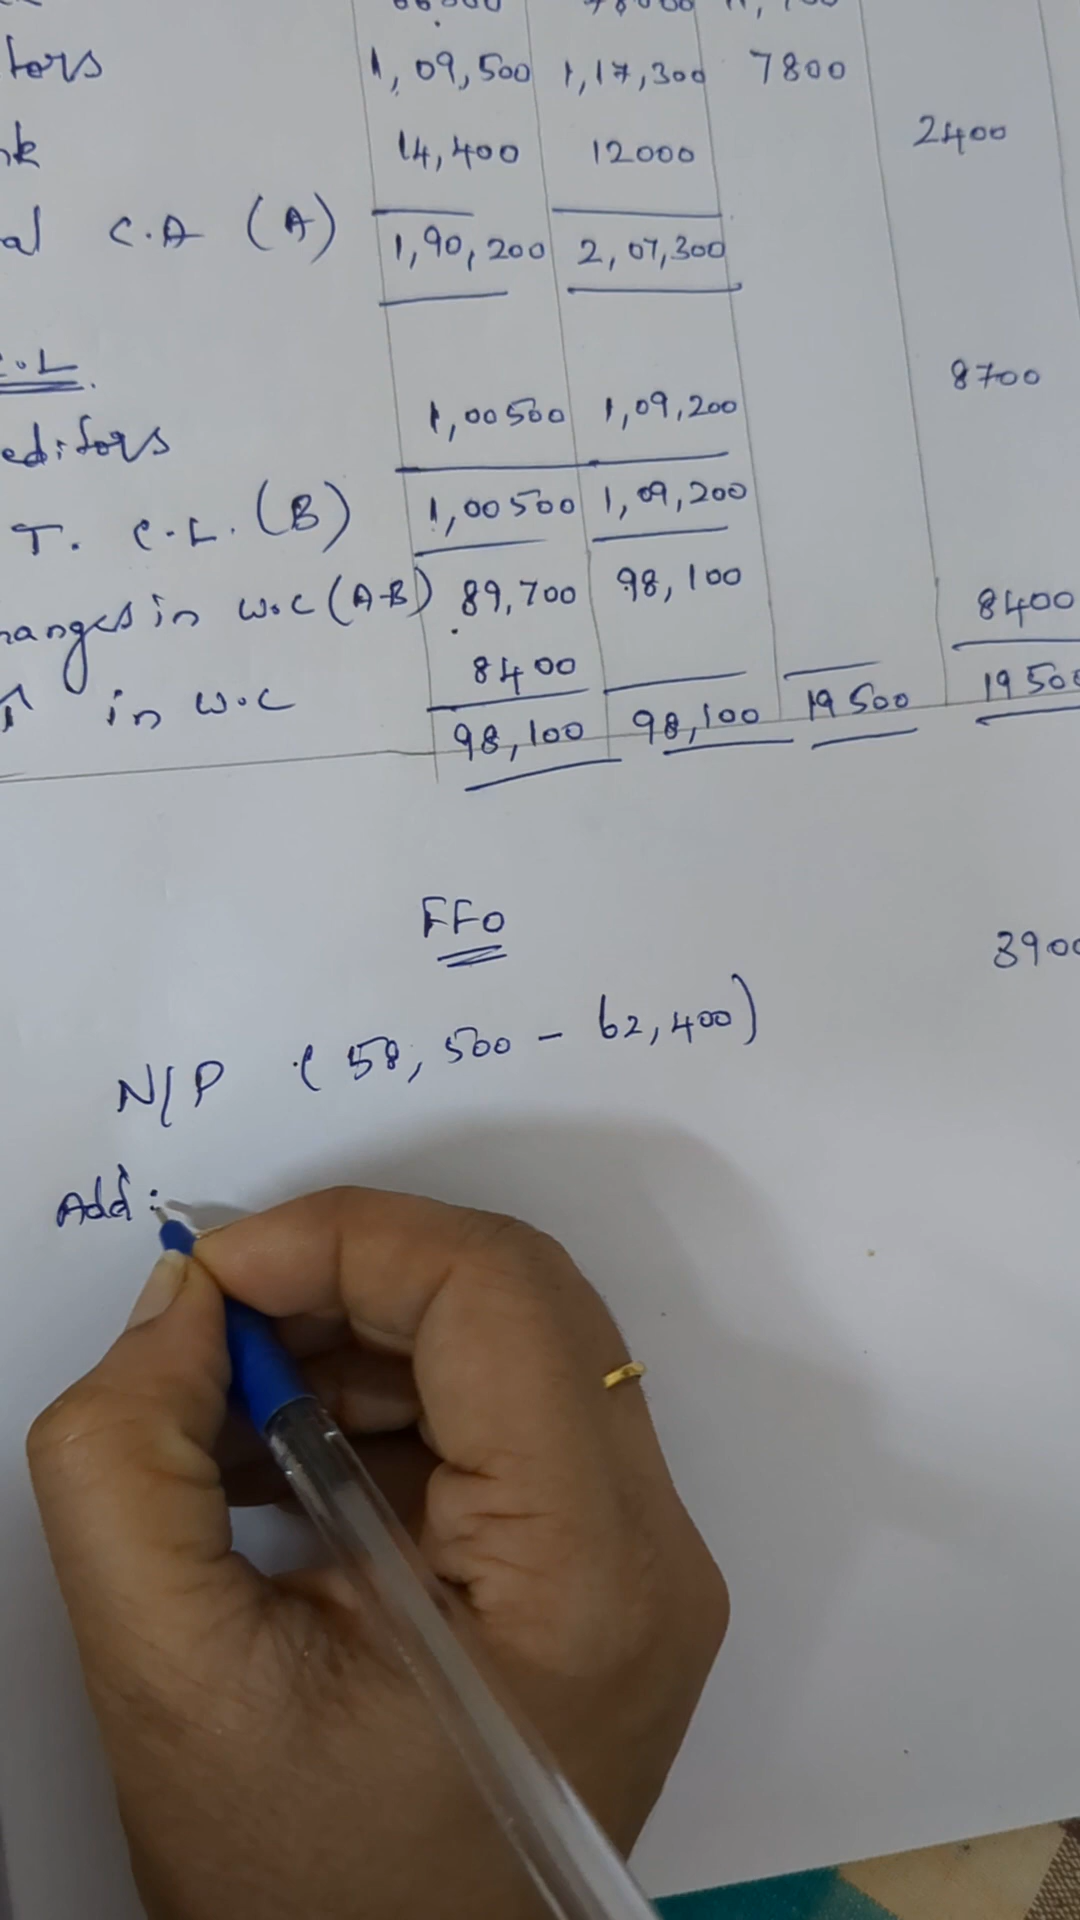 tors 1,09,500 1,17,300 7800
nk 14,400 12000 2400
al C.A (A) 1,90,200 2,07,300
C.L.
editors 1,00500 1,09,200 8700
T. C.L. (B) 1,00500 1,09,200
hanges in W.C (A-B) 89,700 98,100
↑ in W.C 8400 8400
98,100 98,100 19500 19500
FFO
N/P (58,500 - 62,400) 3900
Add :